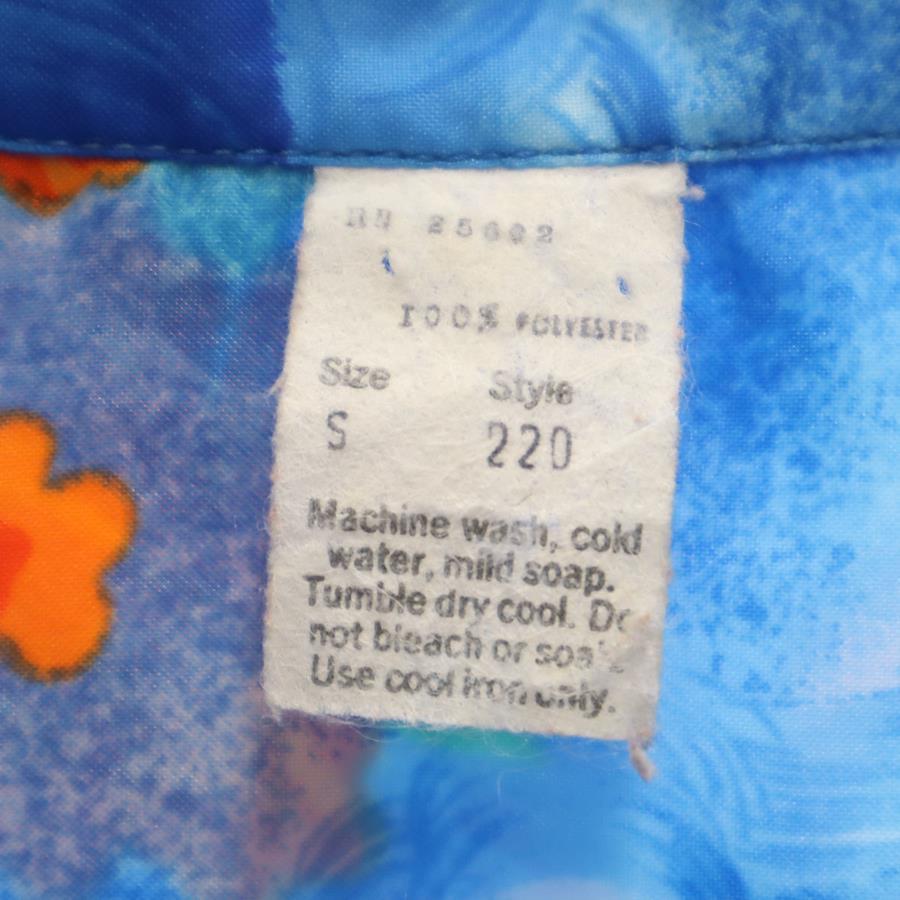 RN 25602
100% POLYESTER
Size Style
S 220
Machine wash, cold
water, mild soap.
Tumble dry cool. Do
not bleach or soak.
Use cool iron only.